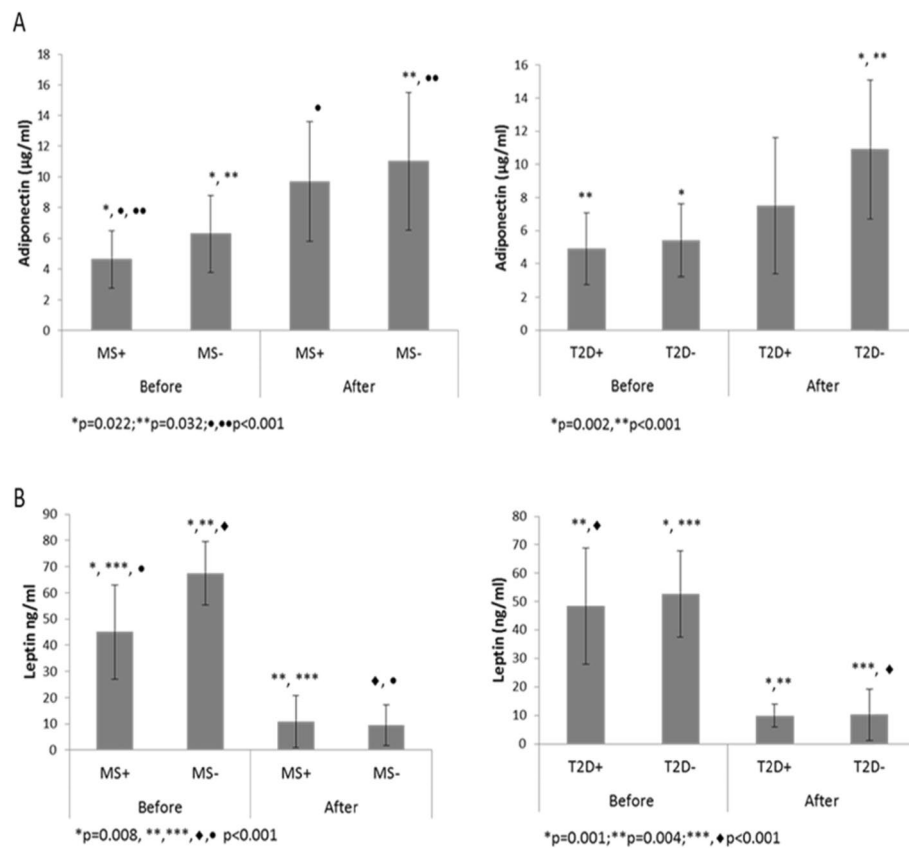 A
18
16
14
12
10
8
6
4
2
0
Adiponectin (µg/ml)
*,●,●●
*, **
●
**, ●●
MS+ MS- MS+ MS-
Before After
*p=0.022;**p=0.032;●,●●p<0.001
16
14
12
10
8
6
4
2
0
Adiponectin (µg/ml)
**
*
*, **
T2D+ T2D- T2D+ T2D-
Before After
*p=0.002,**p<0.001
B
90
80
70
60
50
40
30
20
10
0
Leptin ng/ml
*, ***, ●
*,**,♦
**, ***
♦,●
MS+ MS- MS+ MS-
Before After
*p=0.008, **,***,♦,● p<0.001
80
70
60
50
40
30
20
10
0
Leptin (ng/ml)
**,♦
*, ***
*,**
***, ♦
T2D+ T2D- T2D+ T2D-
Before After
*p=0.001;**p=0.004;***,♦p<0.001